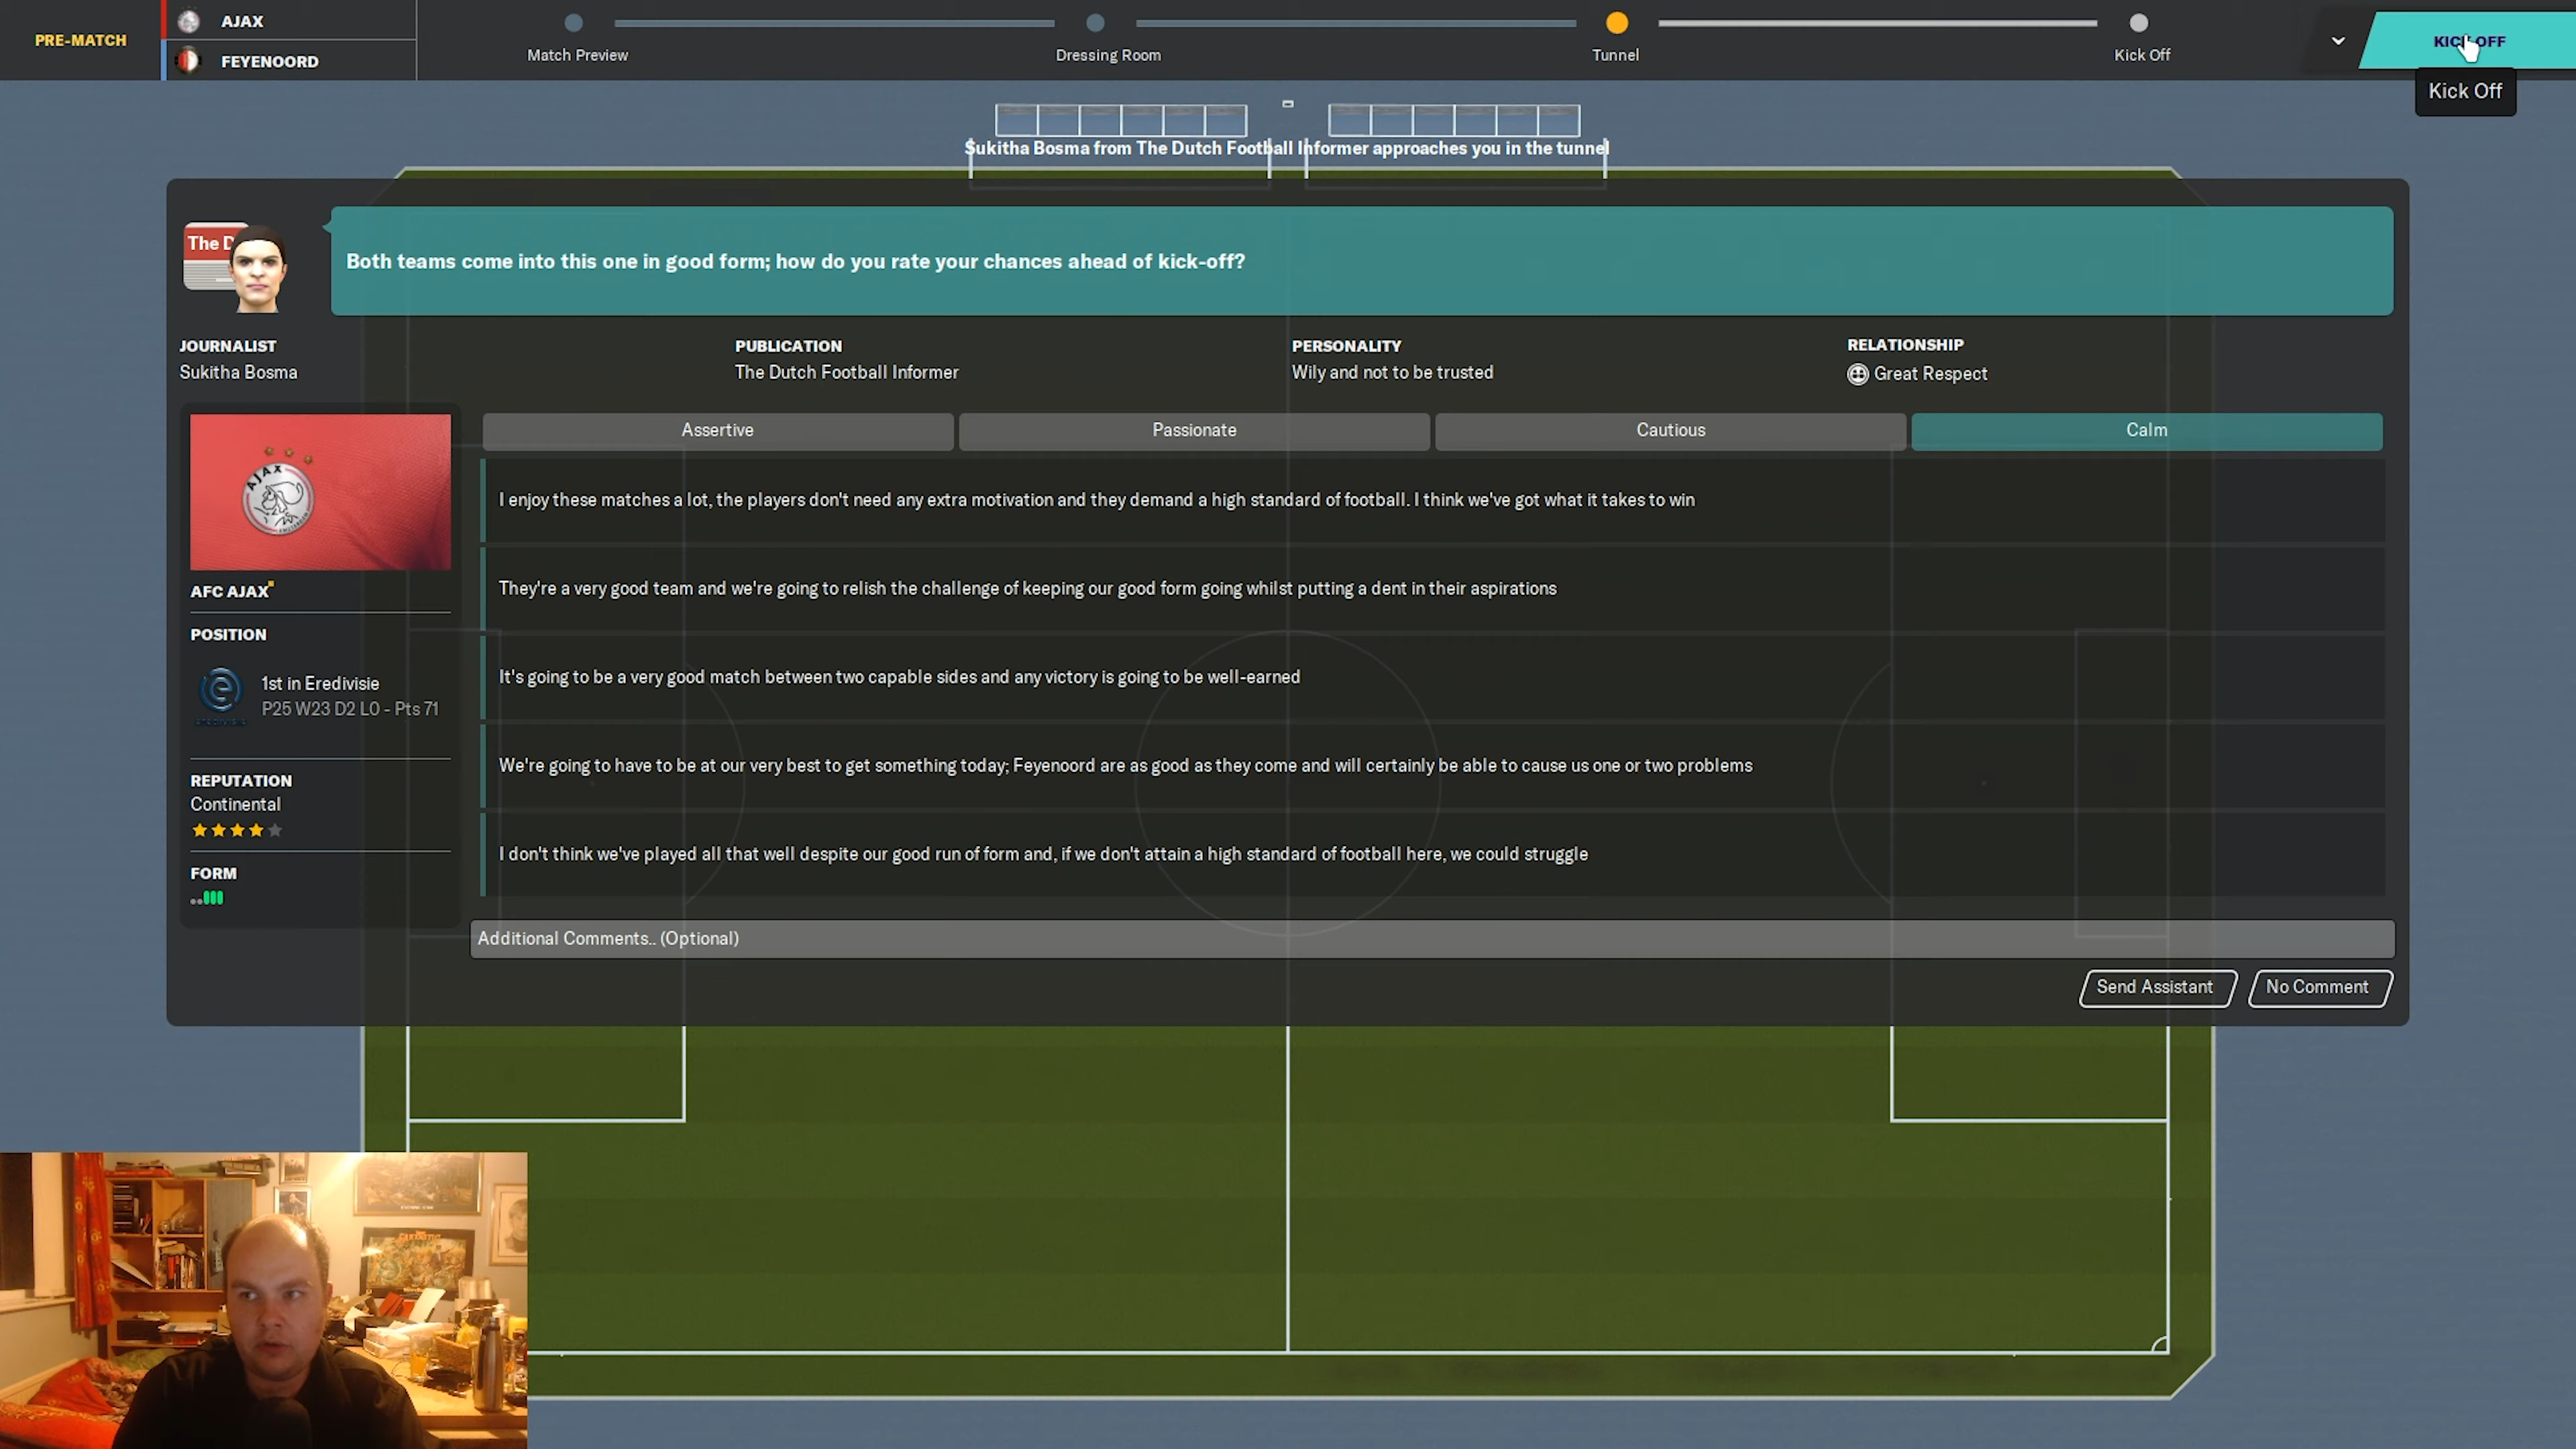 PRE-MATCH
AJAX
FEYENOORD
Match Preview
Dressing Room
Tunnel
Kick Off
KICK OFF
Kick Off
Sukitha Bosma from The Dutch Football Informer approaches you in the tunnel
The D
Both teams come into this one in good form; how do you rate your chances ahead of kick-off?
JOURNALIST
Sukitha Bosma
PUBLICATION
The Dutch Football Informer
PERSONALITY
Wily and not to be trusted
RELATIONSHIP
Great Respect
Assertive
Passionate
Cautious
Calm
AJAX
AFC AJAX
POSITION
1st in Eredivisie
P25 W23 D2 L0 - Pts 71
REPUTATION
Continental
FORM
I enjoy these matches a lot, the players don't need any extra motivation and they demand a high standard of football. I think we've got what it takes to win
They're a very good team and we're going to relish the challenge of keeping our good form going whilst putting a dent in their aspirations
It's going to be a very good match between two capable sides and any victory is going to be well-earned
We're going to have to be at our very best to get something today; Feyenoord are as good as they come and will certainly be able to cause us one or two problems
I don't think we've played all that well despite our good run of form and, if we don't attain a high standard of football here, we could struggle
Additional Comments.. (Optional)
Send Assistant
No Comment